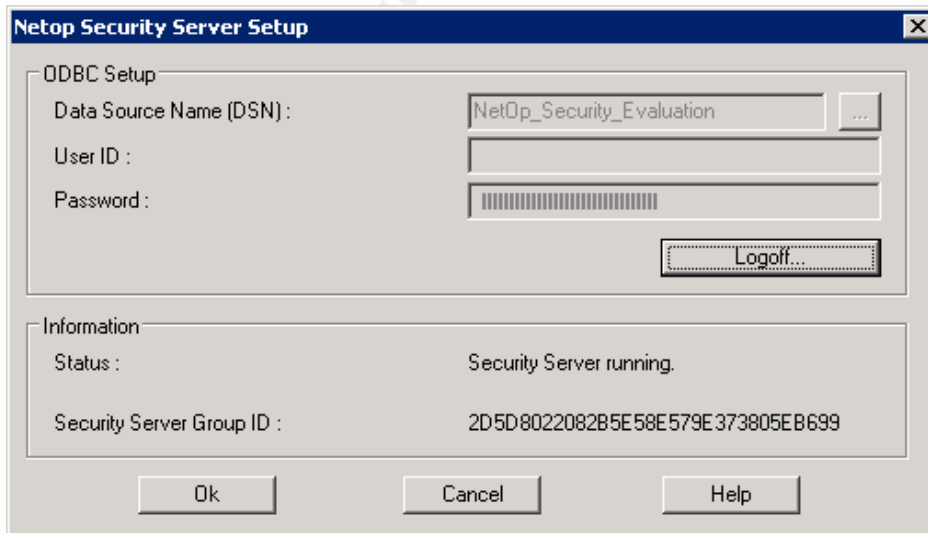 Netop Security Server Setup
ODBC Setup
Data Source Name (DSN) :
NetOp_Security_Evaluation
...
User ID :
Password :
Logoff...
Information
Status :
Security Server running.
Security Server Group ID :
2D5D8022082B5E58E579E373805EB699
Ok
Cancel
Help